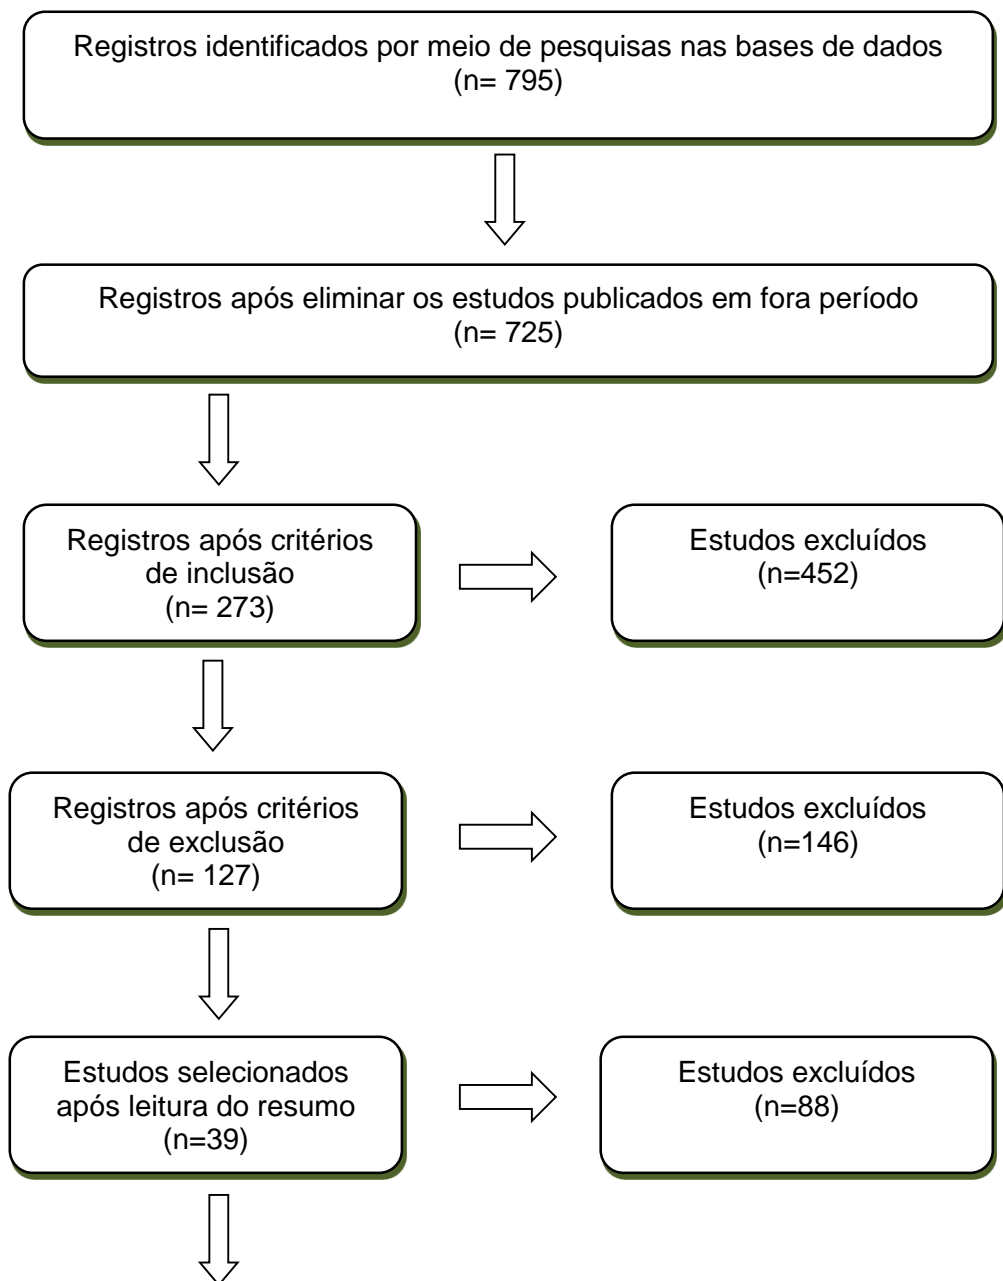 Registros identificados por meio de pesquisas nas bases de dados
(n= 795)
Registros após eliminar os estudos publicados em fora período
(n= 725)
Registros após critérios
de inclusão
(n= 273)
Estudos excluídos
(n=452)
Registros após critérios
de exclusão
(n= 127)
Estudos excluídos
(n=146)
Estudos selecionados
após leitura do resumo
(n=39)
Estudos excluídos
(n=88)